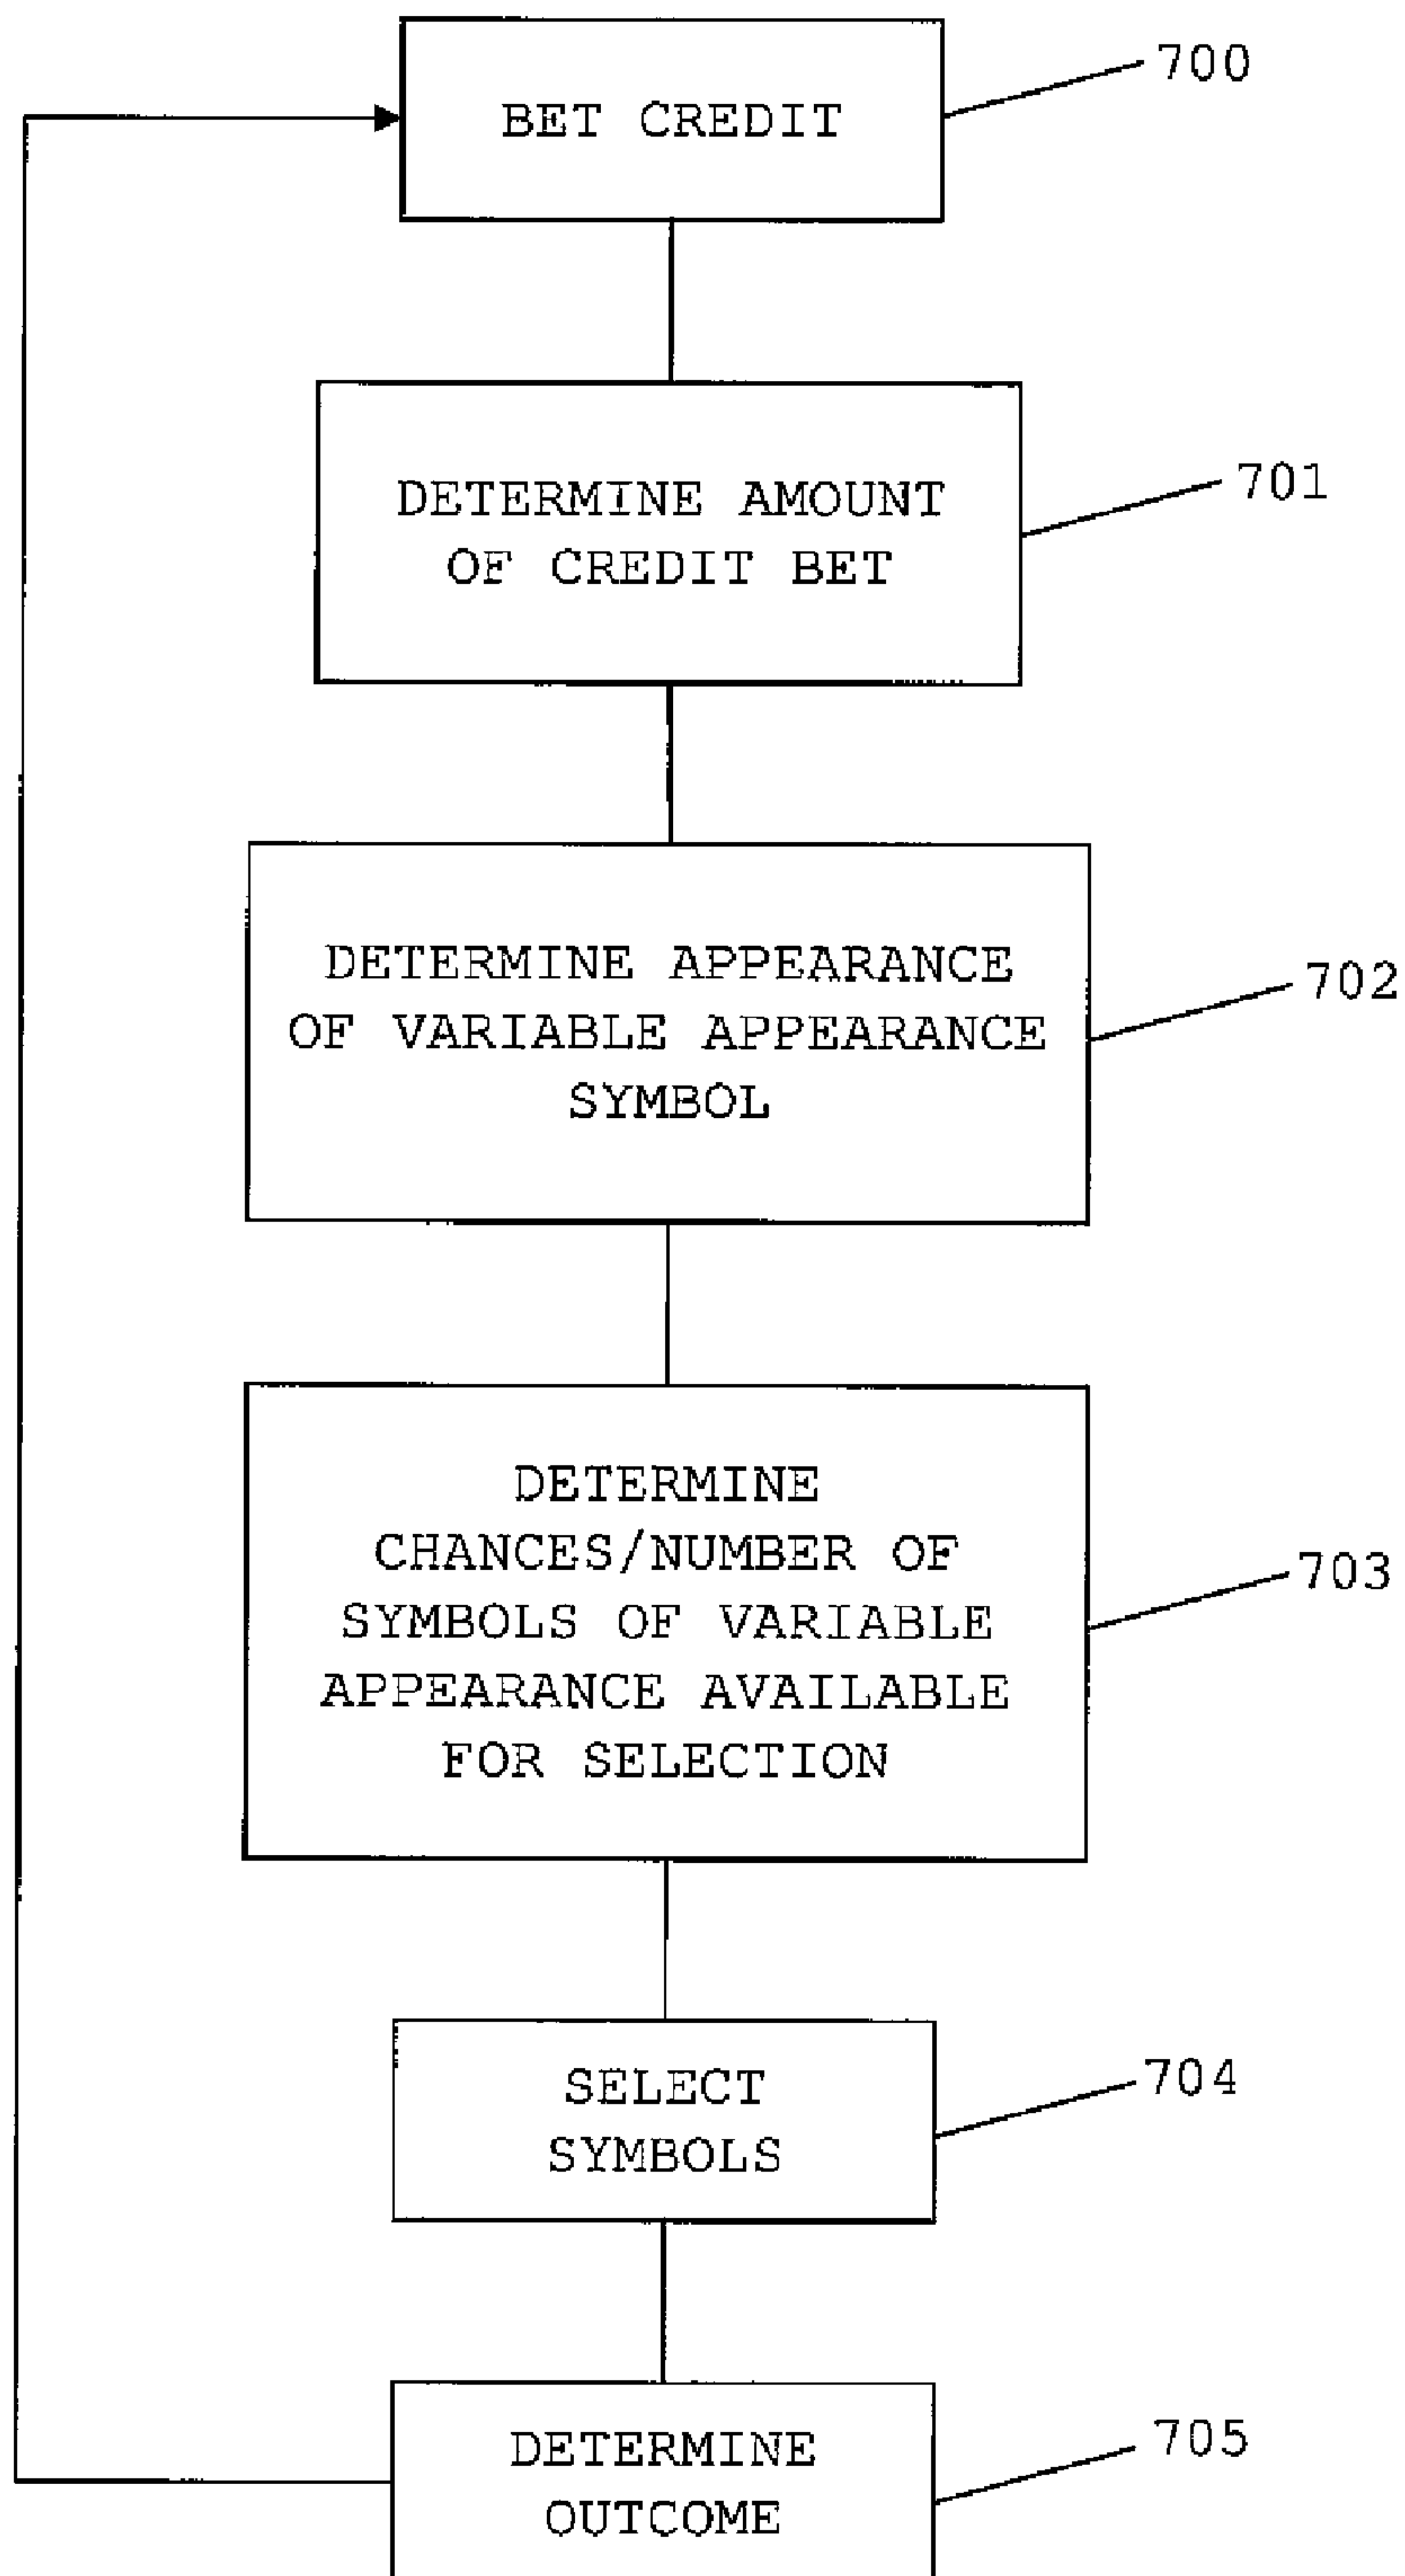 BET CREDIT
700
DETERMINE AMOUNT
OF CREDIT BET
701
DETERMINE APPEARANCE
OF VARIABLE APPEARANCE
SYMBOL
702
DETERMINE
CHANCES/NUMBER OF
SYMBOLS OF VARIABLE
APPEARANCE AVAILABLE
FOR SELECTION
703
SELECT
SYMBOLS
704
DETERMINE
OUTCOME
705